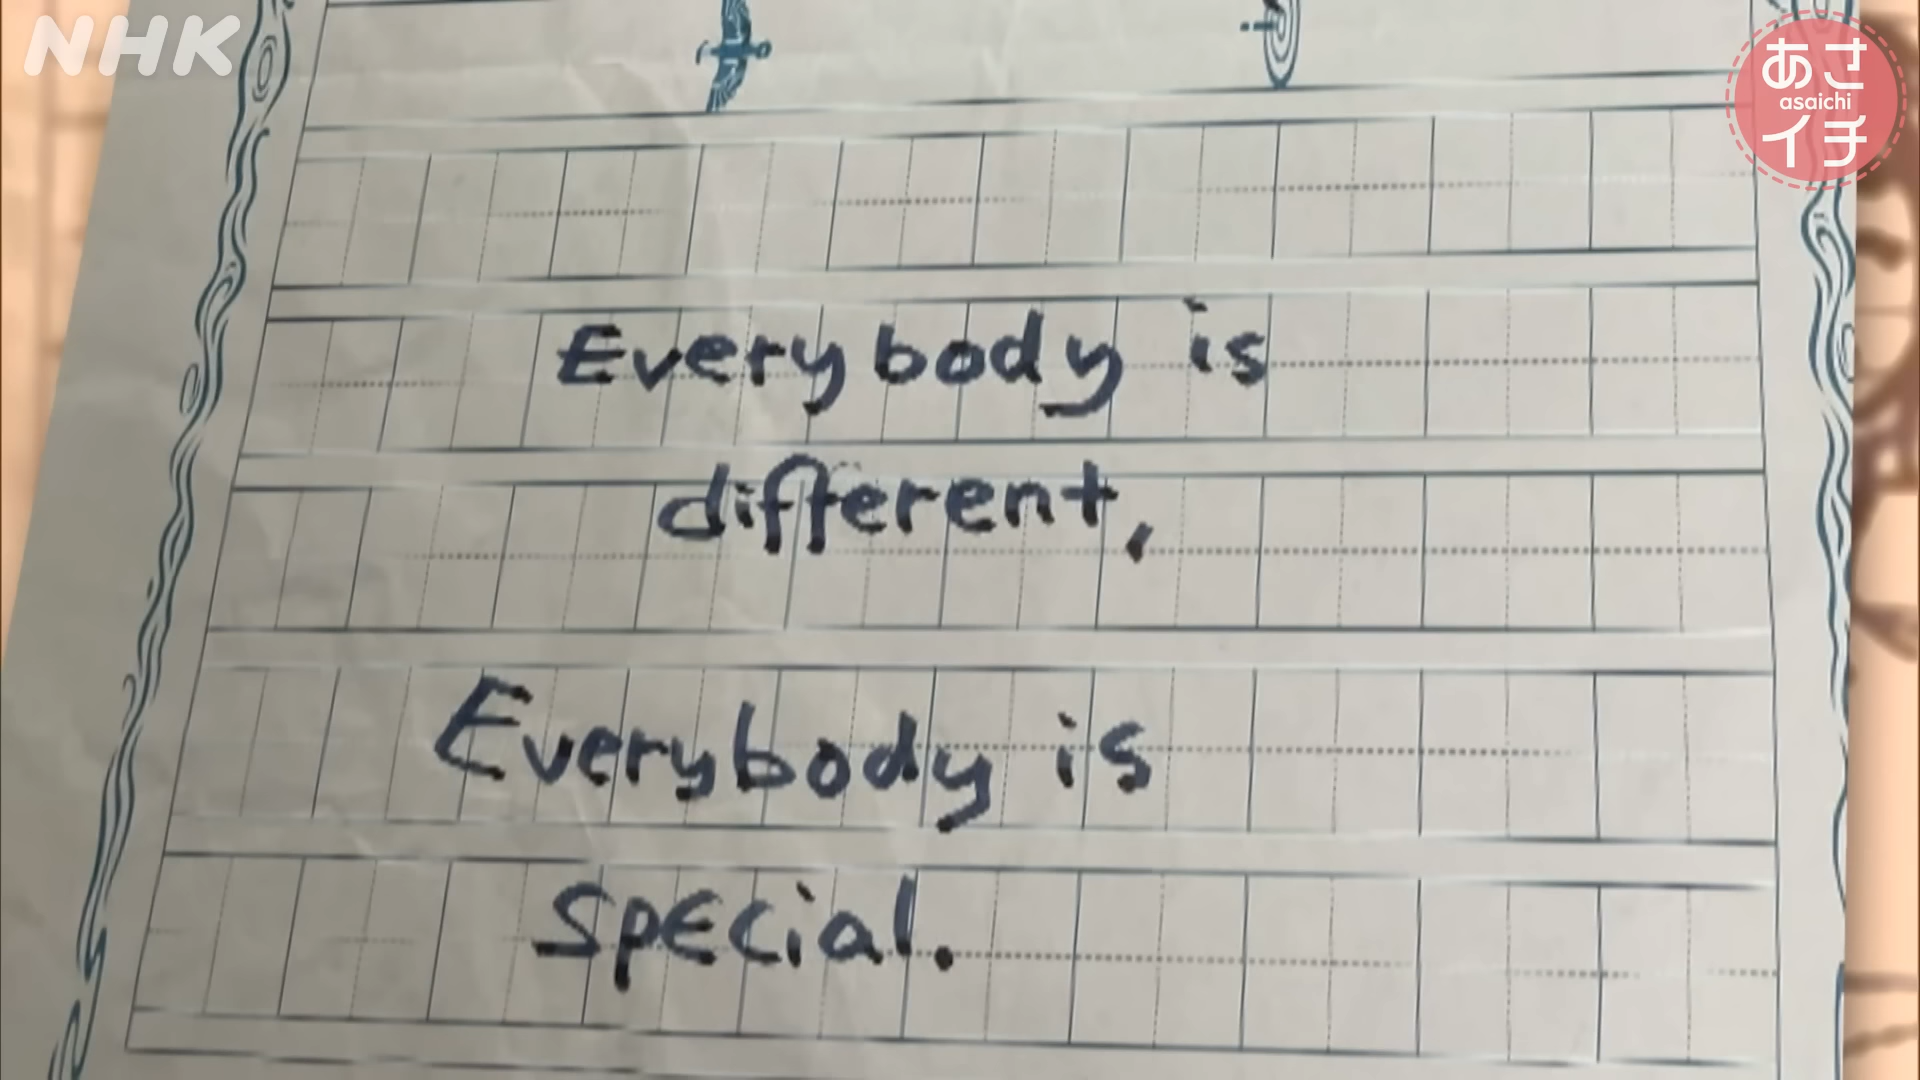 NHK
あさ
asaichi
イチ
Everybody is
different,
Everybody is
special.